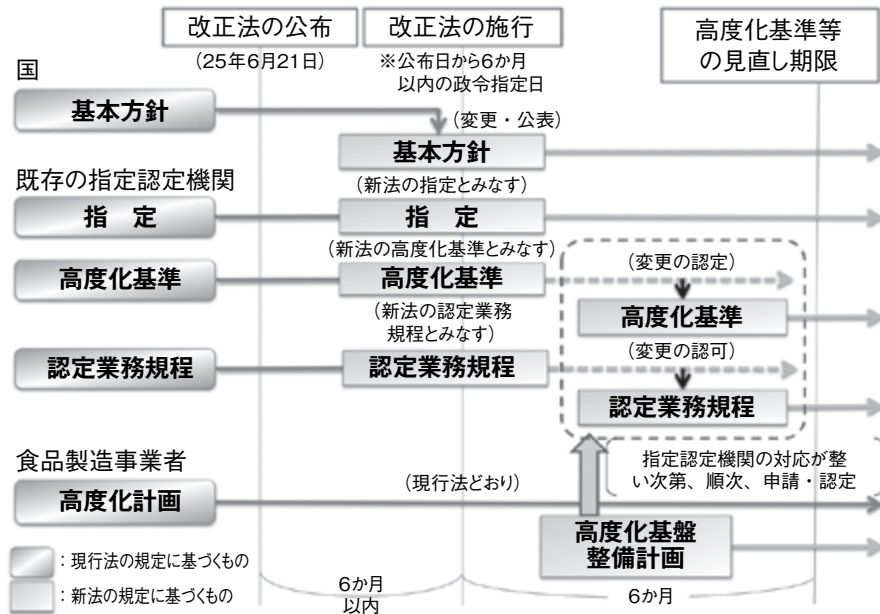 改正法の公布
(25年6月21日)
改正法の施行
※公布日から6か月
以内の政令指定日
高度化基準等
の見直し期限
国
基本方針
(変更・公表)
基本方針
既存の指定認定機関
(新法の指定とみなす)
指　定
指　定
(新法の高度化基準とみなす)
高度化基準
高度化基準
(変更の認定)
高度化基準
(新法の認定業務
規程とみなす)
認定業務規程
認定業務規程
(変更の認可)
認定業務規程
食品製造事業者
高度化計画
(現行法どおり)
指定認定機関の対応が整
い次第、順次、申請・認定
高度化基盤
整備計画
：現行法の規定に基づくもの
：新法の規定に基づくもの
6か月
以内
6か月